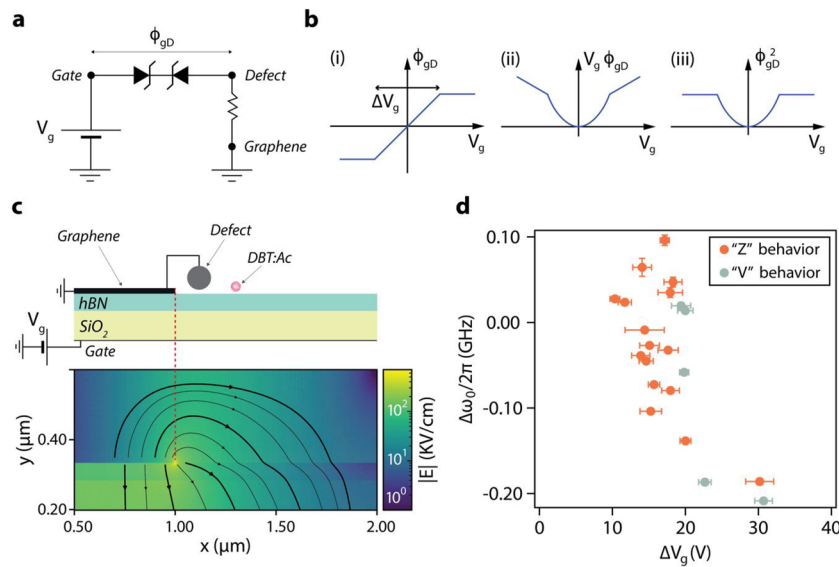 a
ϕgD
Gate
Defect
Vg
Graphene
b
(i)
ϕgD
ΔVg
Vg
(ii)
Vg ϕgD
Vg
(iii)
ϕgD²
Vg
c
Graphene
Defect
DBT:Ac
hBN
SiO2
Vg
Gate
y (μm)
0.40
0.20
0.50
1.00
1.50
2.00
x (μm)
10²
10¹
10⁰
|E| (KV/cm)
d
"Z" behavior
"V" behavior
Δω0/2π (GHz)
0.10
0.00
-0.10
-0.20
0
10
20
30
40
ΔVg (V)